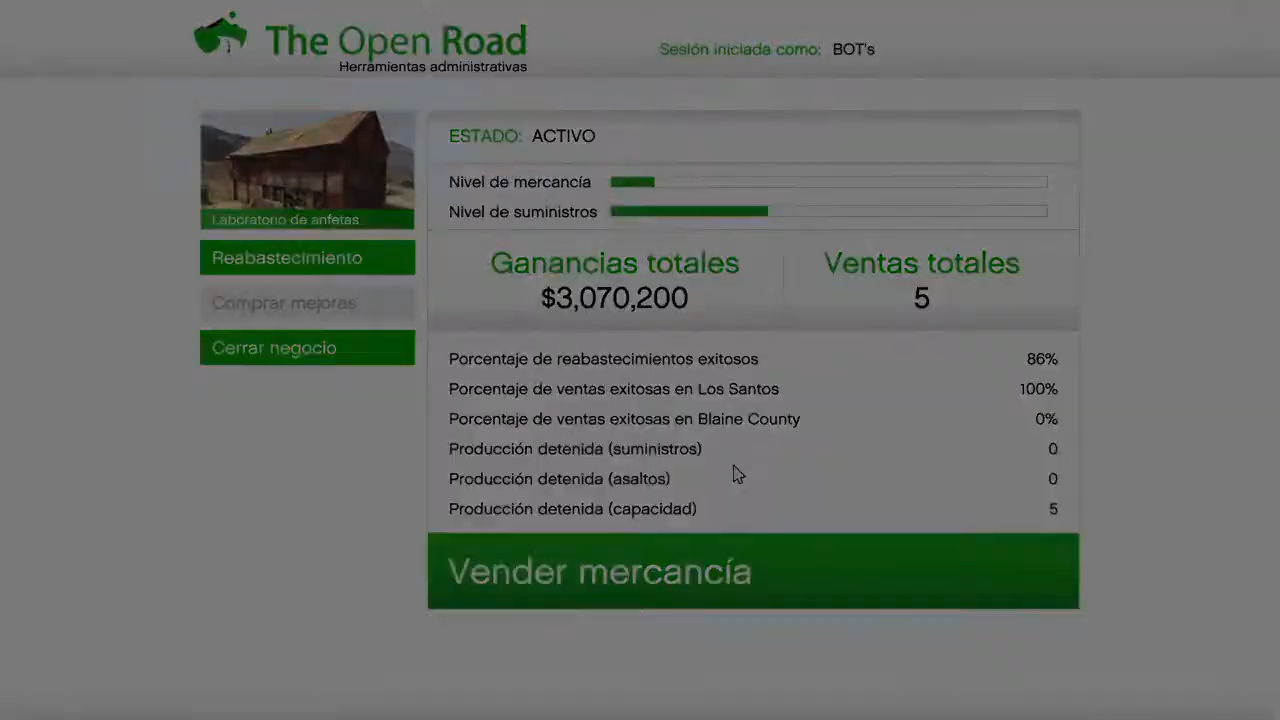 The Open Road
Herramientas administrativas
Sesión iniciada como: BOT's
Laboratorio de anfetas
Reabastecimiento
Comprar mejoras
Cerrar negocio
ESTADO: ACTIVO
Nivel de mercancía
Nivel de suministros
Ganancias totales
$3,070,200
Ventas totales
5
Porcentaje de reabastecimientos exitosos 86%
Porcentaje de ventas exitosas en Los Santos 100%
Porcentaje de ventas exitosas en Blaine County 0%
Producción detenida (suministros) 0
Producción detenida (asaltos) 0
Producción detenida (capacidad) 5
Vender mercancía